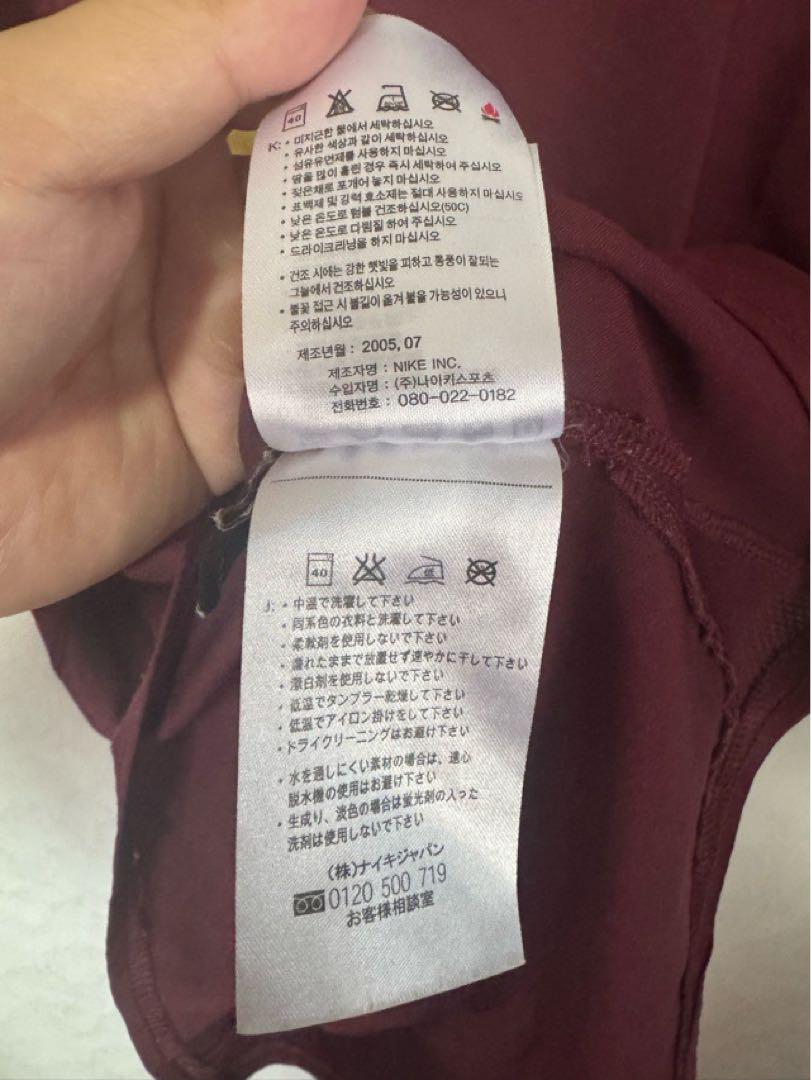 40
K: • 미지근한 물에서 세탁하십시오
• 유사한 색상과 같이 세탁하십시오
• 섬유유연제를 사용하지 마십시오
• 땀을 많이 흘린 경우 즉시 세탁하여 주십시오
• 젖은채로 포개어 놓지 마십시오
• 표백제 및 강력 효소제는 절대 사용하지 마십시오
• 낮은 온도로 텀블 건조하십시오(50C)
• 낮은 온도로 다림질 하여 주십시오
• 드라이크리닝을 하지 마십시오
• 건조 시에는 강한 햇빛을 피하고 통풍이 잘되는
그늘에서 건조하십시오
• 불꽃 접근 시 불길이 옮겨 붙을 가능성이 있으니
주의하십시오
제조년월 : 2005, 07
제조자명 : NIKE INC.
수입자명 : (주)나이키스포츠
전화번호 : 080-022-0182
40 低
J: • 中温で洗濯して下さい
• 同系色の衣料と洗濯して下さい
• 柔軟剤を使用しないで下さい
• 濡れたままで放置せず速やかに干して下さい
• 漂白剤を使用しないで下さい
• 低温でタンブラー乾燥して下さい
• 低温でアイロン掛けをして下さい
• ドライクリーニングはお避け下さい
• 水を通しにくい素材の場合は、遠心
脱水機の使用はお避け下さい
• 生成り、淡色の場合は蛍光剤の入った
洗剤は使用しないで下さい
(株)ナイキジャパン
0120 500 719
お客様相談室